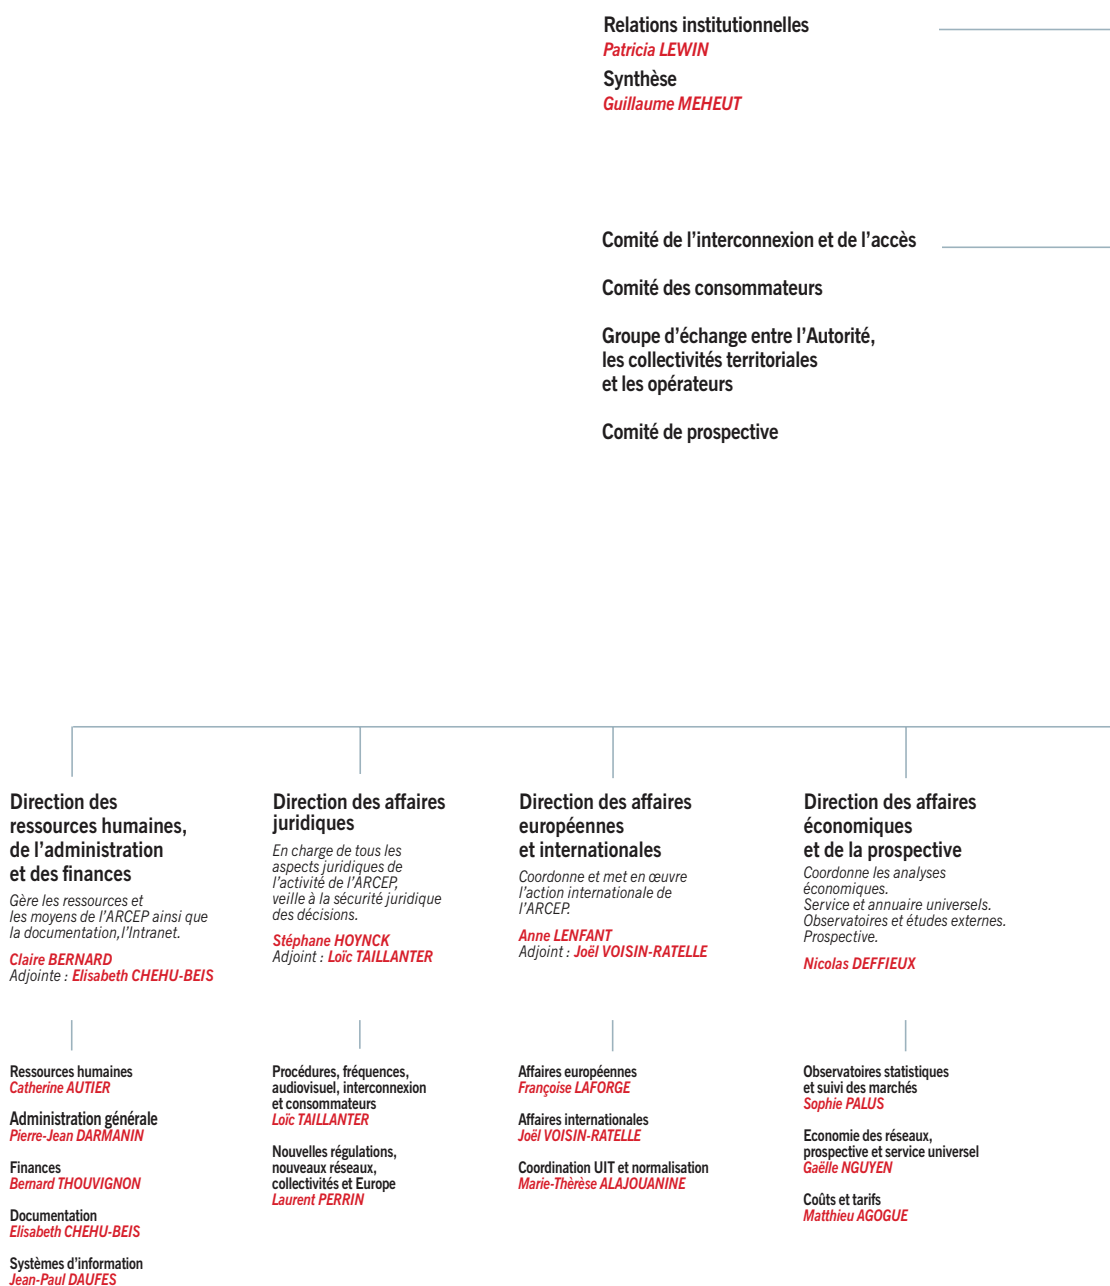 Relations institutionnelles
Patricia LEWIN
Synthèse
Guillaume MEHEUT
Comité de l'interconnexion et de l'accès
Comité des consommateurs
Groupe d'échange entre l'Autorité,
les collectivités territoriales
et les opérateurs
Comité de prospective
Direction des
ressources humaines,
de l'administration
et des finances
Gère les ressources et
les moyens de l'ARCEP ainsi que
la documentation,l'Intranet.
Claire BERNARD
Adjointe : Elisabeth CHEHU-BEIS
Ressources humaines
Catherine AUTIER
Administration générale
Pierre-Jean DARMANIN
Finances
Bernard THOUVIGNON
Documentation
Elisabeth CHEHU-BEIS
Systèmes d'information
Jean-Paul DAUFES
Direction des affaires
juridiques
En charge de tous les
aspects juridiques de
l'activité de l'ARCEP,
veille à la sécurité juridique
des décisions.
Stéphane HOYNCK
Adjoint : Loïc TAILLANTER
Procédures, fréquences,
audiovisuel, interconnexion
et consommateurs
Loïc TAILLANTER
Nouvelles régulations,
nouveaux réseaux,
collectivités et Europe
Laurent PERRIN
Direction des affaires
européennes
et internationales
Coordonne et met en œuvre
l'action internationale de
l'ARCEP.
Anne LENFANT
Adjoint : Joël VOISIN-RATELLE
Affaires européennes
Françoise LAFORGE
Affaires internationales
Joël VOISIN-RATELLE
Coordination UIT et normalisation
Marie-Thèrèse ALAJOUANINE
Direction des affaires
économiques
et de la prospective
Coordonne les analyses
économiques.
Service et annuaire universels.
Observatoires et études externes.
Prospective.
Nicolas DEFFIEUX
Observatoires statistiques
et suivi des marchés
Sophie PALUS
Economie des réseaux,
prospective et service universel
Gaëlle NGUYEN
Coûts et tarifs
Matthieu AGOGUE